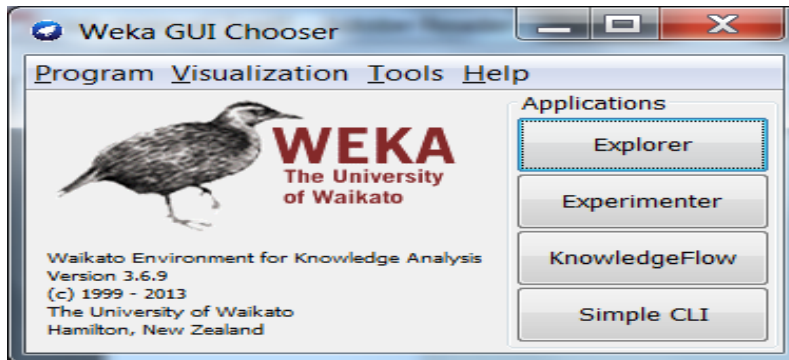 Weka GUI Chooser
Program Visualization Tools Help
WEKA
The University
of Waikato
Waikato Environment for Knowledge Analysis
Version 3.6.9
(c) 1999 - 2013
The University of Waikato
Hamilton, New Zealand
Applications
Explorer
Experimenter
KnowledgeFlow
Simple CLI